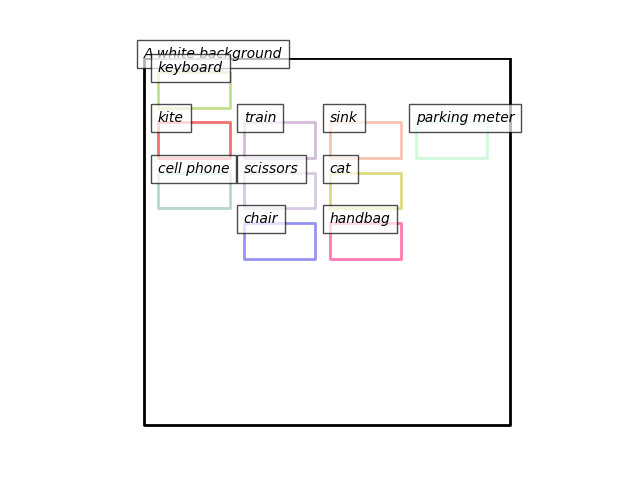 A white background
keyboard
kite
train
sink
parking meter
cell phone
scissors
cat
chair
handbag